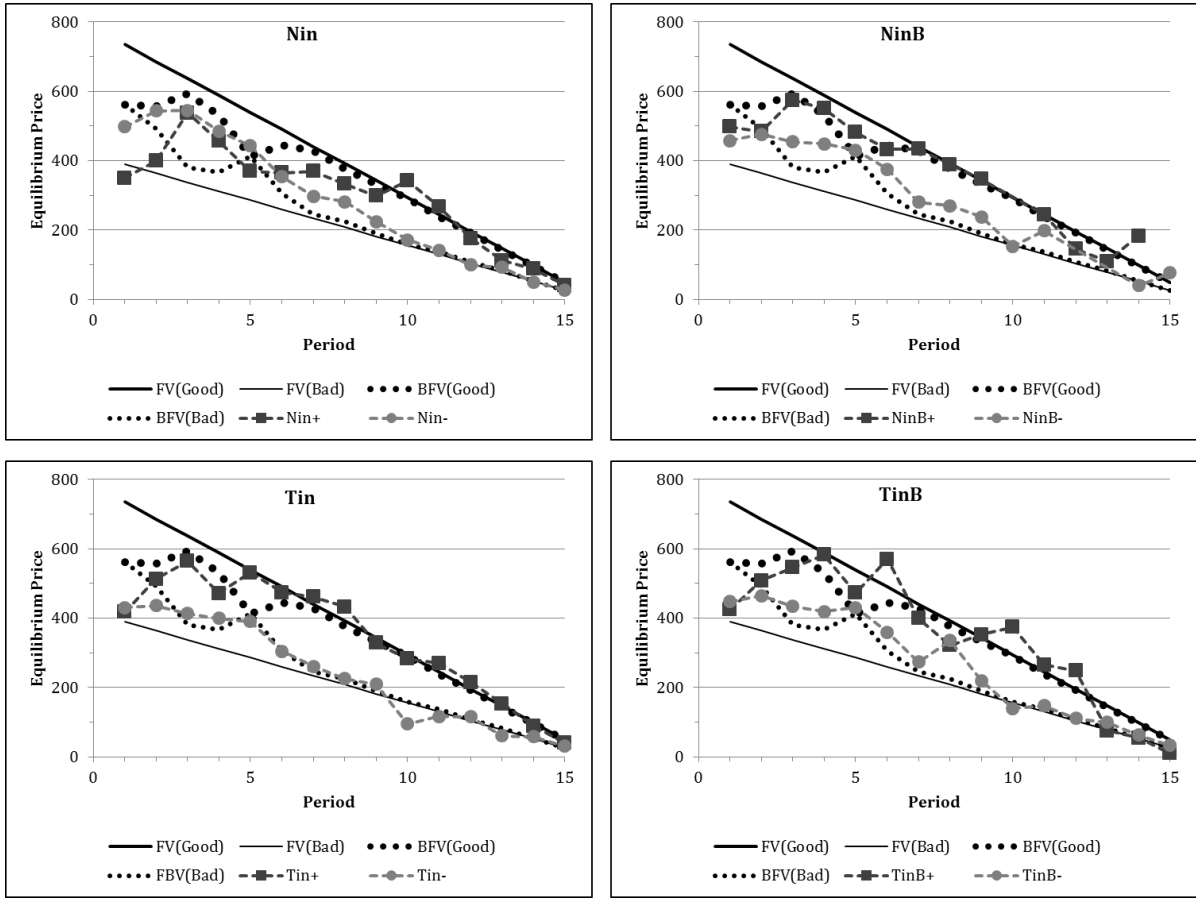 Nin
Equilibrium Price
800
600
400
200
0
0 5 10 15
Period
FV(Good) FV(Bad) BFV(Good)
BFV(Bad) Nin+ Nin-
NinB
Equilibrium Price
800
600
400
200
0
0 5 10 15
Period
FV(Good) FV(Bad) BFV(Good)
BFV(Bad) NinB+ NinB-
Tin
Equilibrium Price
800
600
400
200
0
0 5 10 15
Period
FV(Good) FV(Bad) BFV(Good)
FBV(Bad) Tin+ Tin-
TinB
Equilibrium Price
800
600
400
200
0
0 5 10 15
Period
FV(Good) FV(Bad) BFV(Good)
BFV(Bad) TinB+ TinB-